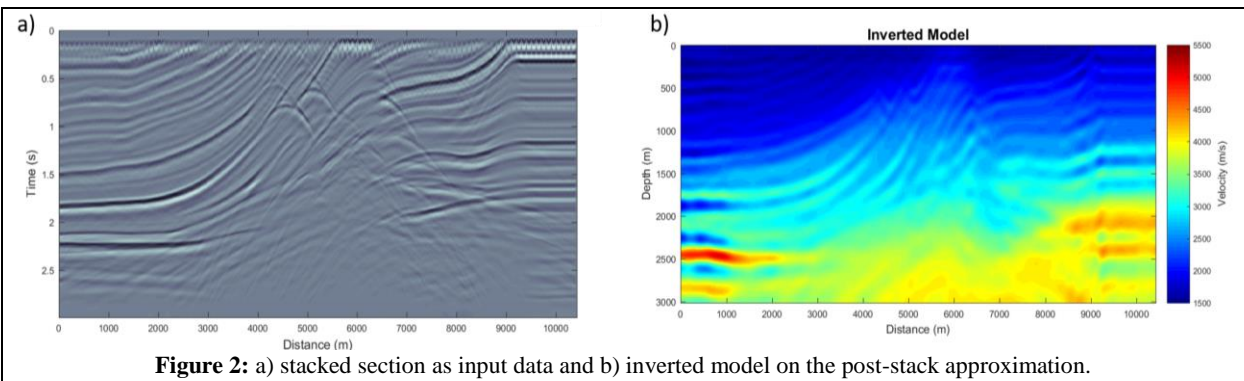 a)
0
0.5
1
1.5
2
2.5
Time (s)
0 1000 2000 3000 4000 5000 6000 7000 8000 9000 10000
Distance (m)
b)
Inverted Model
0
500
1000
1500
2000
2500
3000
Depth (m)
0 1000 2000 3000 4000 5000 6000 7000 8000 9000 10000
Distance (m)
5500
5000
4500
4000
3500
3000
2500
2000
1500
Velocity (m/s)
Figure 2: a) stacked section as input data and b) inverted model on the post-stack approximation.